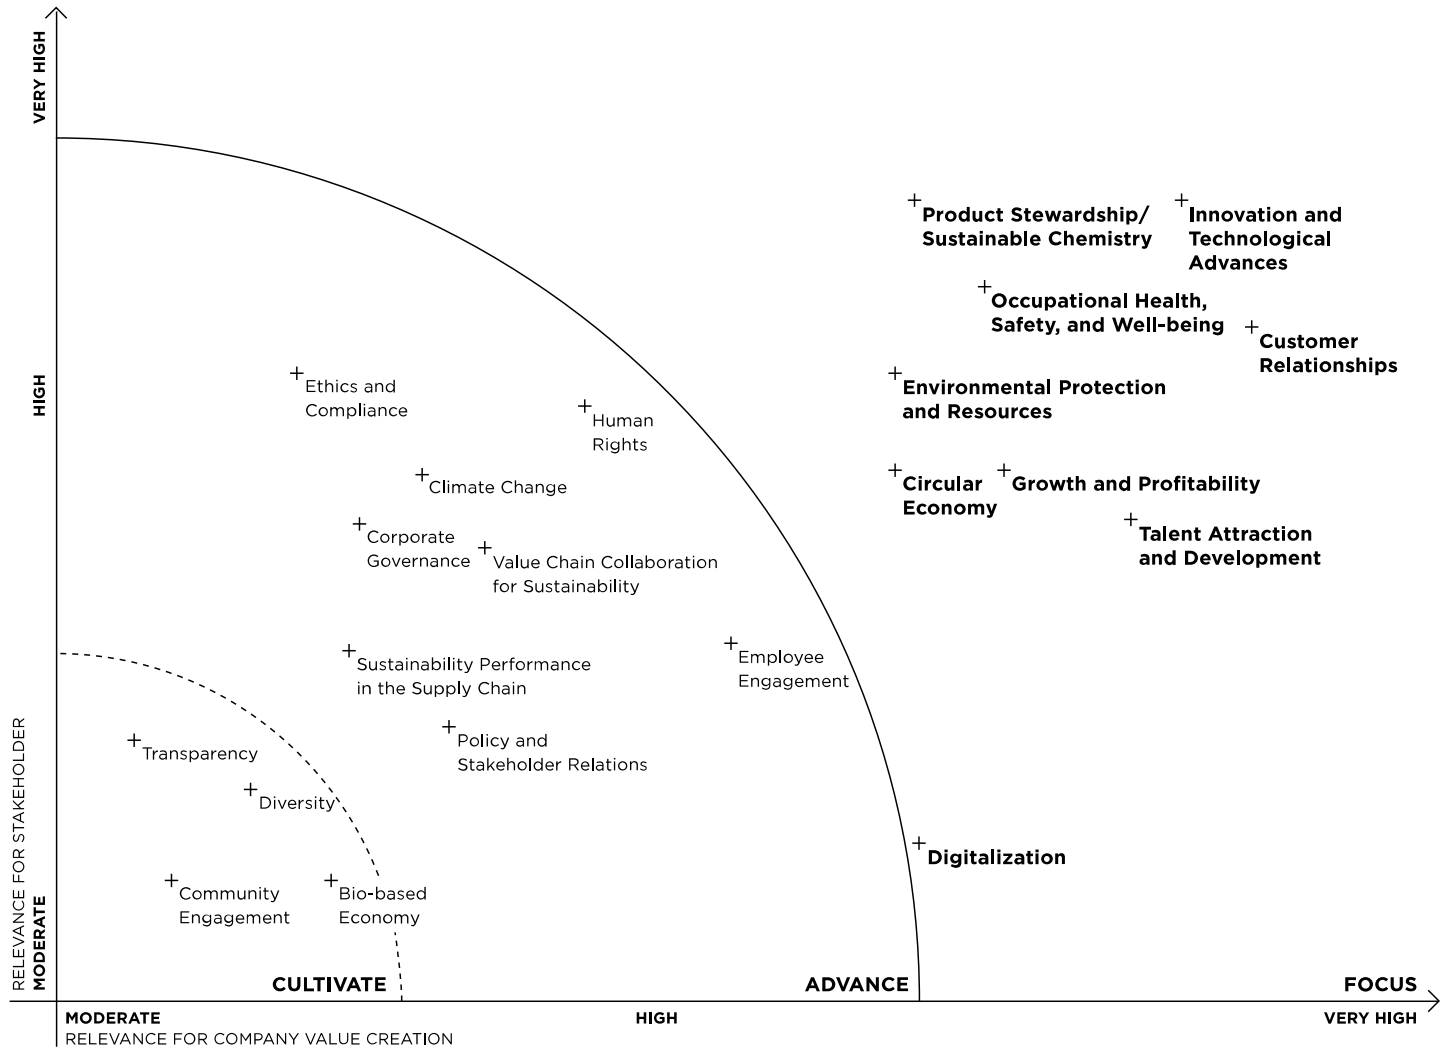 VERY HIGH
HIGH
MODERATE
RELEVANCE FOR STAKEHOLDER
Product Stewardship/
Sustainable Chemistry
Innovation and
Technological
Advances
Occupational Health,
Safety, and Well-being
Customer
Relationships
Environmental Protection
and Resources
Circular
Economy
Growth and Profitability
Talent Attraction
and Development
Ethics and
Compliance
Human
Rights
Climate Change
Corporate
Governance
Value Chain Collaboration
for Sustainability
Sustainability Performance
in the Supply Chain
Employee
Engagement
Policy and
Stakeholder Relations
Transparency
Diversity
Digitalization
Community
Engagement
Bio-based
Economy
CULTIVATE
ADVANCE
FOCUS
MODERATE
HIGH
VERY HIGH
RELEVANCE FOR COMPANY VALUE CREATION